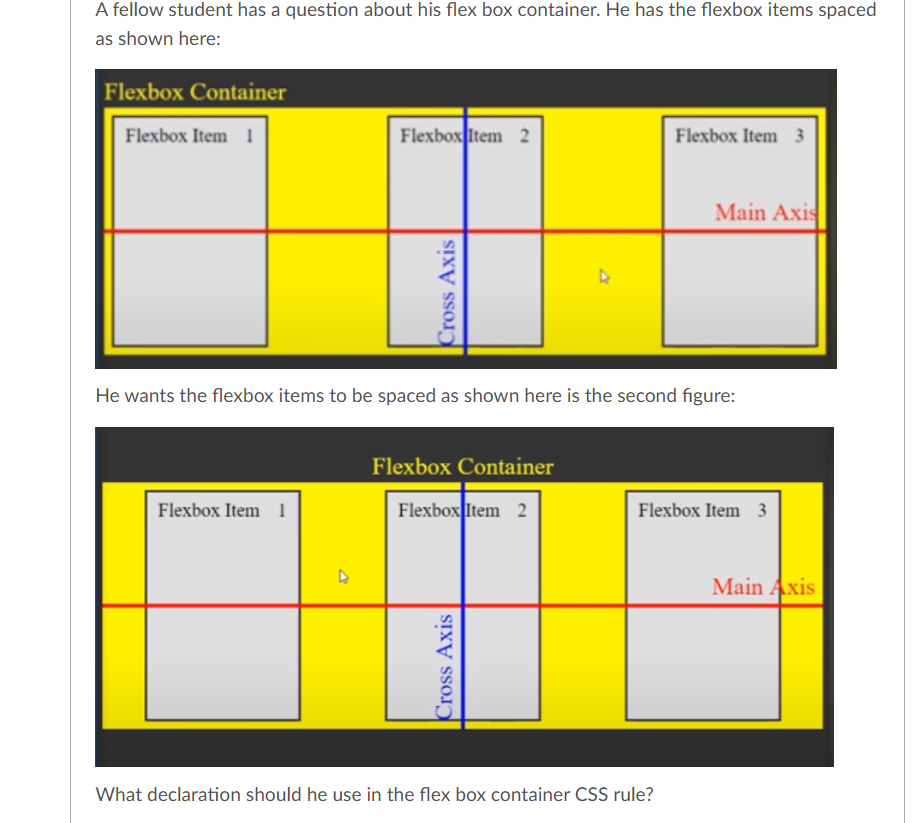 A fellow student has a question about his flex box container. He has the flexbox items spaced
as shown here:
Flexbox Container
Flexbox Item 1
Flexbox Item 2
Flexbox Item 3
Main Axis
Cross Axis
He wants the flexbox items to be spaced as shown here is the second figure:
Flexbox Container
Flexbox Item 1
Flexbox Item 2
Flexbox Item 3
Main Axis
Cross Axis
What declaration should he use in the flex box container CSS rule?